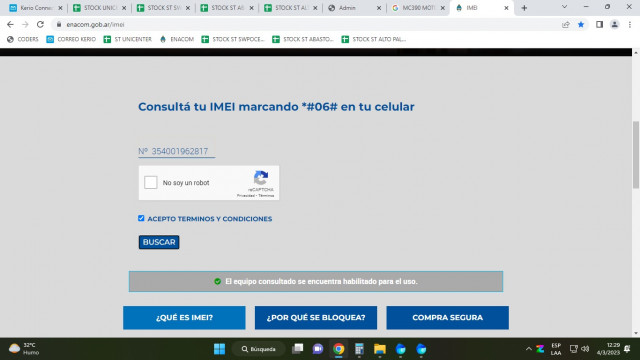 Kerio Conne
STOCK UNIC
STOCK ST SW
STOCK ST AB
STOCK ST AL
Admin
MC390 MOT
IMEI
enacom.gob.ar/imei
CODERS
CORREO KERIO
ST UNICENTER
ENACOM
STOCK ST SWPOCE...
STOCK ST ABASTO...
STOCK ST ALTO PAL...
Consultá tu IMEI marcando *#06# en tu celular
Nº 354001962817
No soy un robot
reCAPTCHA
Privacidad - Términos
ACEPTO TERMINOS Y CONDICIONES
BUSCAR
El equipo consultado se encuentra habilitado para el uso.
¿QUÉ ES IMEI?
¿POR QUÉ SE BLOQUEA?
COMPRA SEGURA
32°C
Humo
Búsqueda
ESP
LAA
12:29
4/3/2023